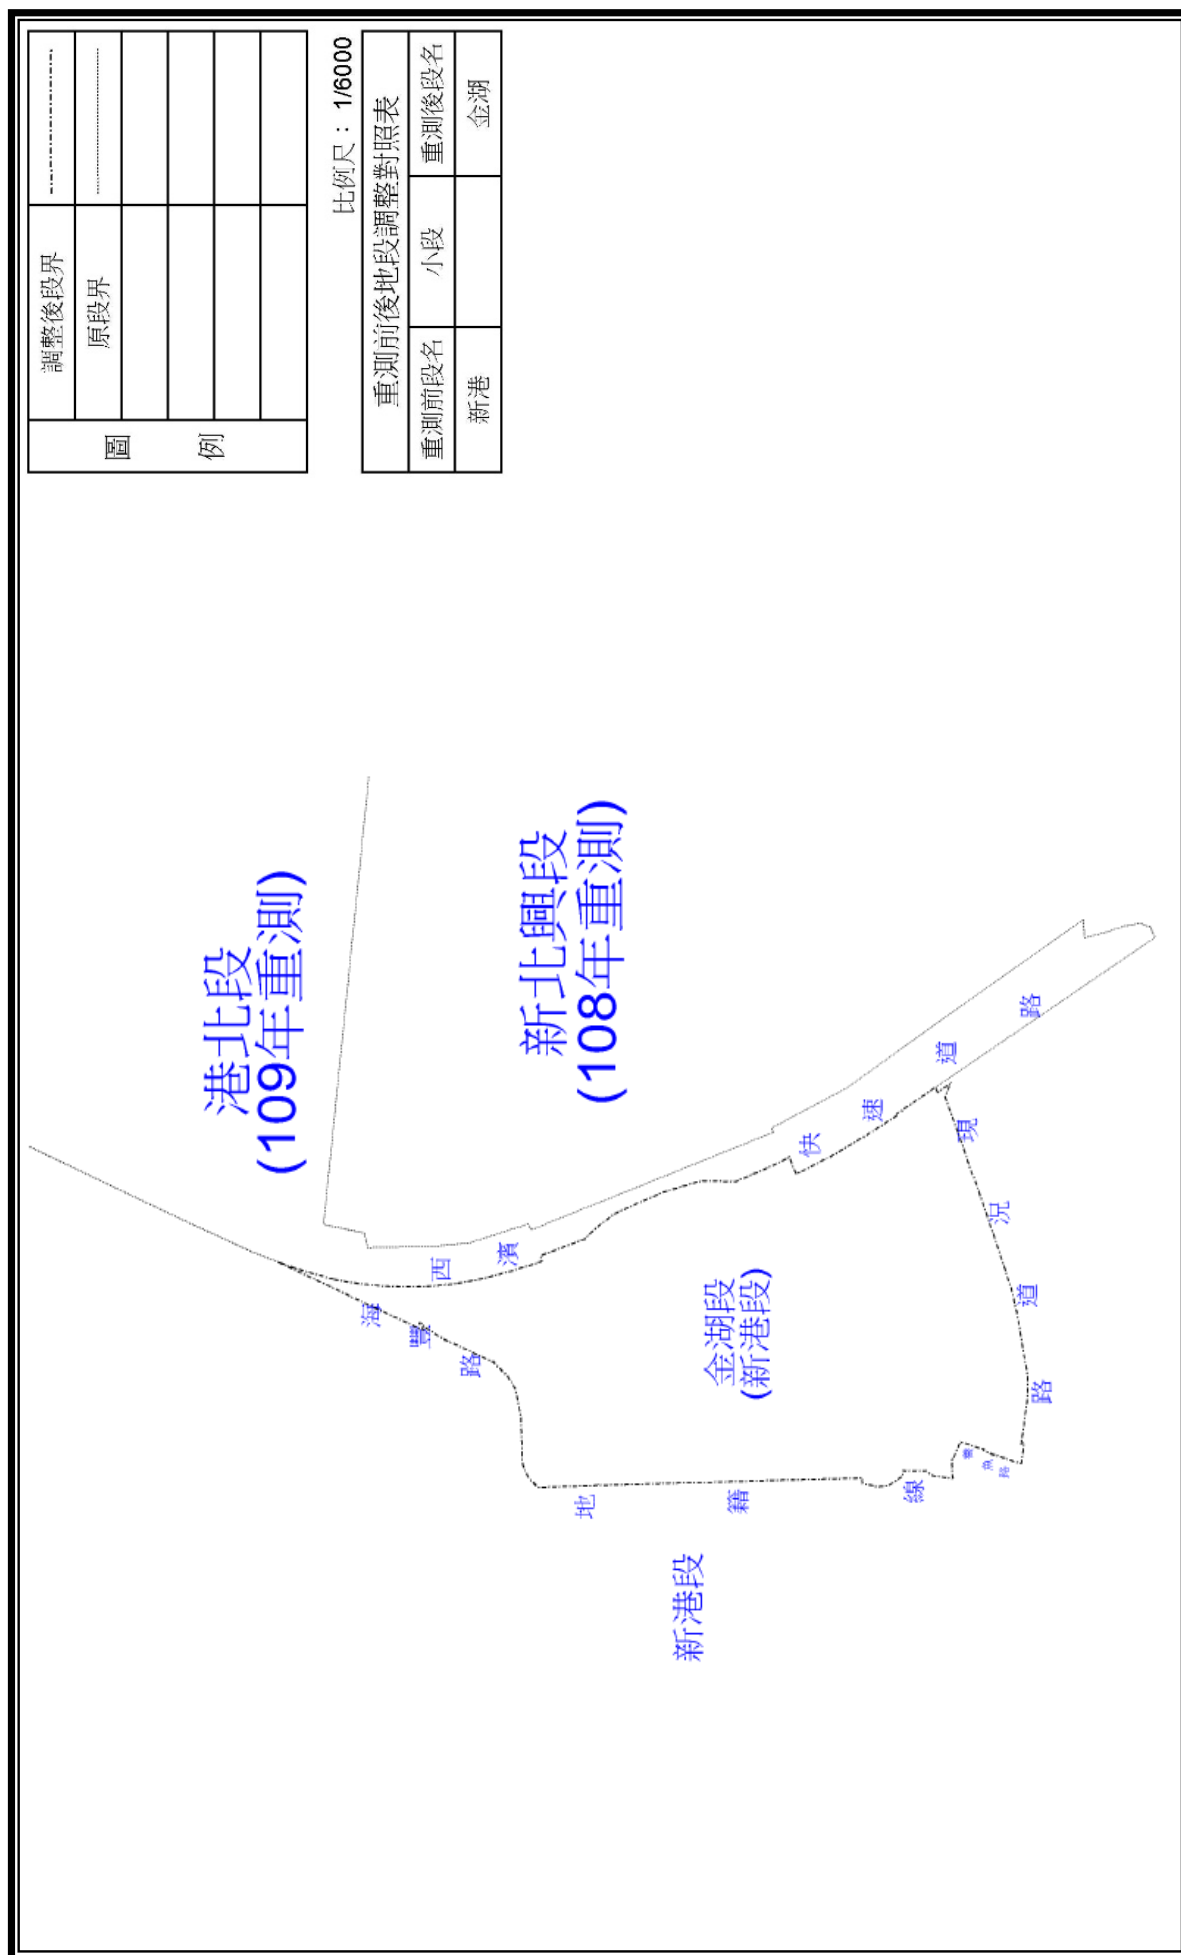 圖例
調整後段界
原段界
比例尺：1/6000
重測前後地段調整對照表
重測前段名 小段 重測後段名
新港 金湖
港北段
(109年重測)
新北興段
(108年重測)
海豐路
西濱快速道路
金湖段
(新港段)
現況道路
地籍線
魚路
新港段